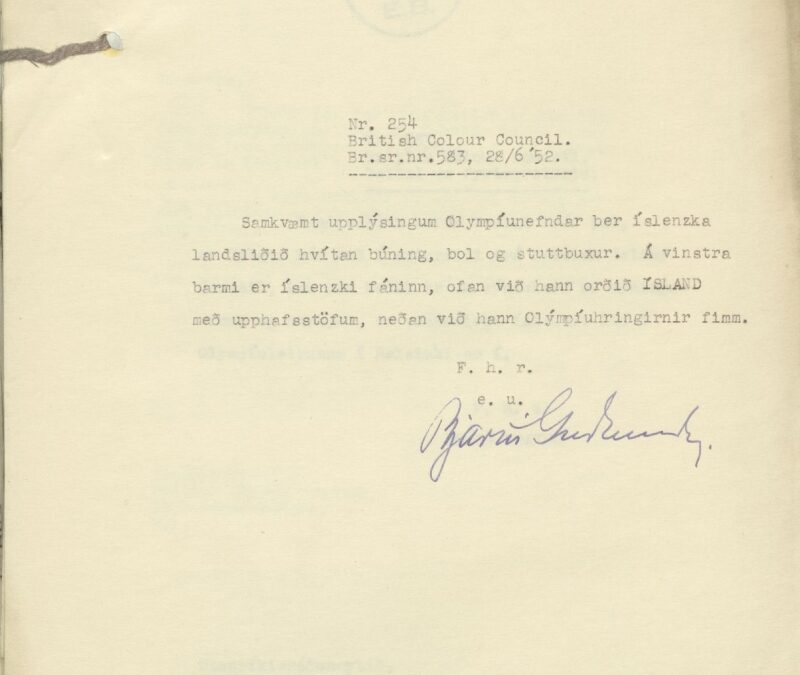 Nr. 254
British Colour Council.
Br.sr.nr.583, 28/6 '52.
Samkvæmt upplýsingum Olympíunefndar ber íslenzka
landsliðið hvítan búning, bol og stuttbuxur. Á vinstra
barmi er íslenzki fáninn, ofan við hann orðið ÍSLAND
með upphafsstöfum, neðan við hann Olýmpíuhringirnir fimm.
F. h. r.
e. u.
Bjarni Guðmundss.